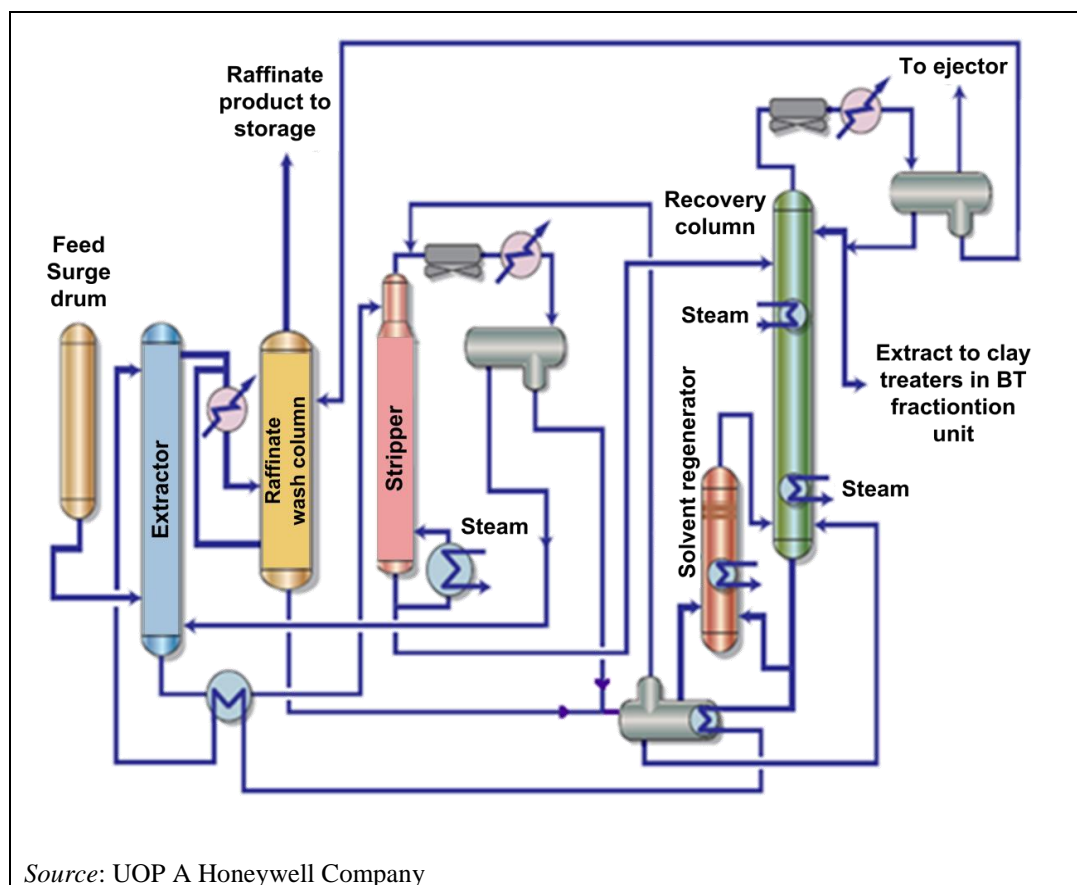 Raffinate
product to
storage
To ejector
Recovery
column
Feed
Surge
drum
Steam
Extract to clay
treaters in BT
fractiontion
unit
Extractor
Raffinate
wash column
Stripper
Steam
Solvent regenerator
Steam
Source: UOP A Honeywell Company